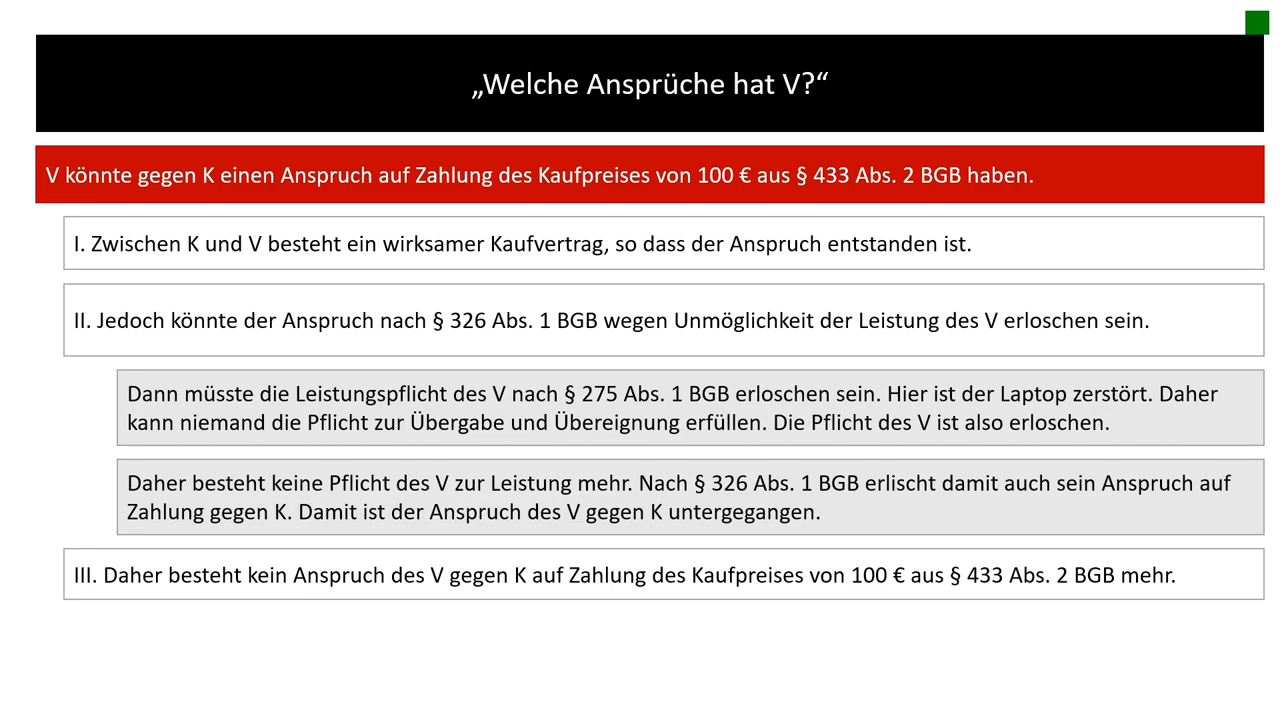 „Welche Ansprüche hat V?“
V könnte gegen K einen Anspruch auf Zahlung des Kaufpreises von 100 € aus § 433 Abs. 2 BGB haben.
I. Zwischen K und V besteht ein wirksamer Kaufvertrag, so dass der Anspruch entstanden ist.
II. Jedoch könnte der Anspruch nach § 326 Abs. 1 BGB wegen Unmöglichkeit der Leistung des V erloschen sein.
Dann müsste die Leistungspflicht des V nach § 275 Abs. 1 BGB erloschen sein. Hier ist der Laptop zerstört. Daher
kann niemand die Pflicht zur Übergabe und Übereignung erfüllen. Die Pflicht des V ist also erloschen.
Daher besteht keine Pflicht des V zur Leistung mehr. Nach § 326 Abs. 1 BGB erlischt damit auch sein Anspruch auf
Zahlung gegen K. Damit ist der Anspruch des V gegen K untergegangen.
III. Daher besteht kein Anspruch des V gegen K auf Zahlung des Kaufpreises von 100 € aus § 433 Abs. 2 BGB mehr.